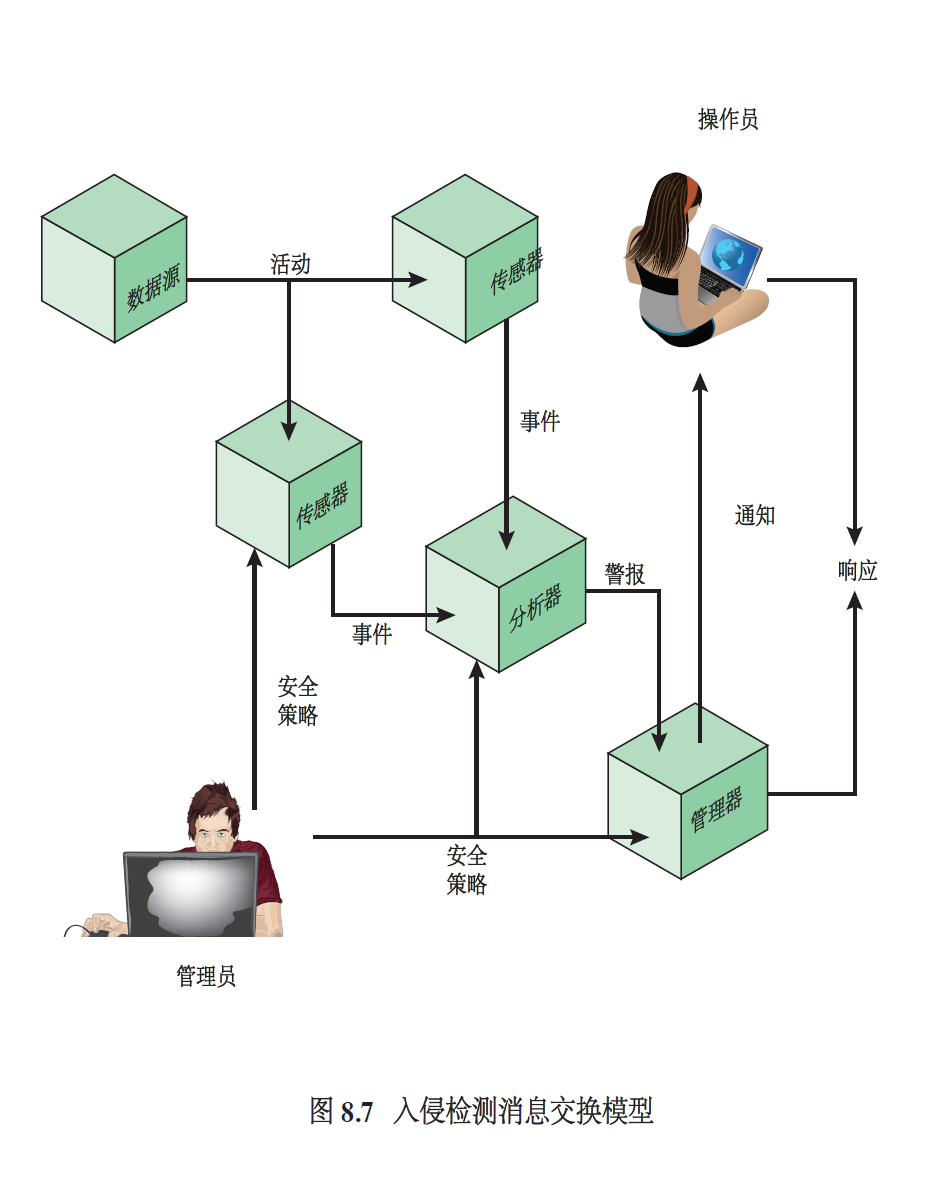 操作员
数据源
活动
传感器
事件
传感器
通知
响应
分析器
警报
事件
安全
策略
管理器
安全
策略
管理员
图 8.7 入侵检测消息交换模型